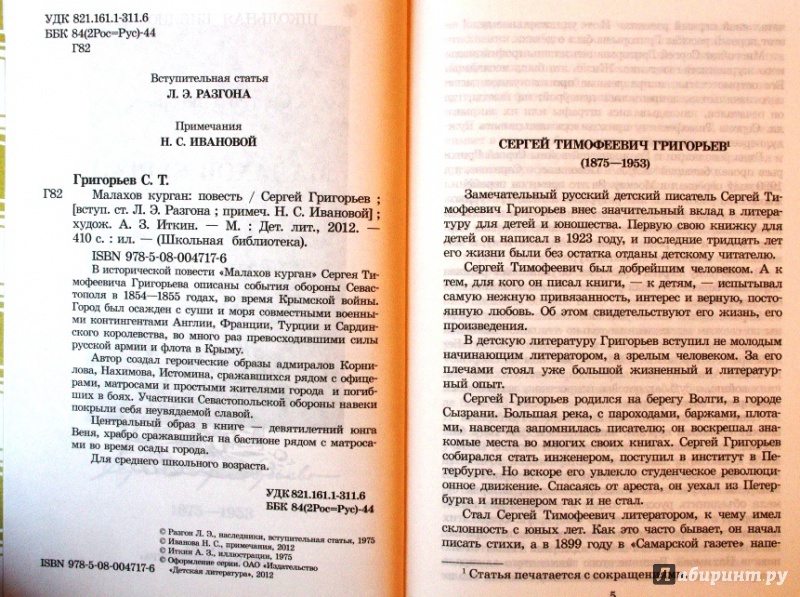 УДК 821.161.1-311.6
ББК 84(2Рос=Рус)-44
Г82
Вступительная статья
Л. Э. РАЗГОНА
Примечания
Н. С. ИВАНОВОЙ
Григорьев С. Т.
Г82 Малахов курган: повесть / Сергей Григорьев ;
[вступ. ст. Л. Э. Разгона ; примеч. Н. С. Ивановой] ;
худож. А. З. Иткин. — М. : Дет. лит., 2012. —
410 с. : ил. — (Школьная библиотека).
ISBN 978-5-08-004717-6
В исторической повести «Малахов курган» Сергея Ти-
мофеевича Григорьева описаны события обороны Севас-
тополя в 1854—1855 годах, во время Крымской войны.
Город был осажден с суши и моря совместными военны-
ми контингентами Англии, Франции, Турции и Сардин-
ского королевства, во много раз превосходившими силы
русской армии и флота в Крыму.
Автор создал героические образы адмиралов Корни-
лова, Нахимова, Истомина, сражавшихся рядом с офице-
рами, матросами и простыми жителями города и погиб-
ших в боях. Участники Севастопольской обороны навеки
покрыли себя неувядаемой славой.
Центральный образ в книге — девятилетний юнга
Веня, храбро сражавшийся на бастионе рядом с матроса-
ми во время осады города.
Для среднего школьного возраста.
УДК 821.161.1-311.6
ББК 84(2Рос=Рус)-44
© Разгон Л. Э., наследники, вступительная статья, 1975
© Иванова Н. С., примечания, 2012
© Иткин А. З., иллюстрации, 1975
© Оформление серии. ОАО «Издательство
«Детская литература», 2012
ISBN 978-5-08-004717-6
СЕРГЕЙ ТИМОФЕЕВИЧ ГРИГОРЬЕВ¹
(1875—1953)
Замечательный русский детский писатель Сергей Ти-
мофеевич Григорьев внес значительный вклад в литера-
туру для детей и юношества. Первую свою книжку для
детей он написал в 1923 году, и последние тридцать лет
его жизни были без остатка отданы детскому читателю.
Сергей Тимофеевич был добрейшим человеком. А к
тем, для кого он писал книги, — к детям, — испытывал
самую нежную привязанность, интерес и верную, посто-
янную любовь. Об этом свидетельствуют его жизнь, его
произведения.
В детскую литературу Григорьев вступил не молодым
начинающим литератором, а зрелым человеком. За его
плечами стоял уже большой жизненный и литератур-
ный опыт.
Сергей Григорьев родился на берегу Волги, в городе
Сызрани. Большая река, с пароходами, баржами, плота-
ми, навсегда запомнилась писателю; он воскрешал зна-
комые места во многих своих книгах. Сергей Григорьев
собирался стать инженером, поступил в институт в Пе-
тербурге. Но вскоре его увлекло студенческое революци-
онное движение. Спасаясь от ареста, он уехал из Петер-
бурга и инженером так и не стал.
Стал Сергей Тимофеевич литератором, к чему имел
склонность с юных лет. Как это часто бывает, он начал
писать стихи, а в 1899 году в «Самарской газете» напе-
¹ Статья печатается с сокращени
5
Лабиринт.ру